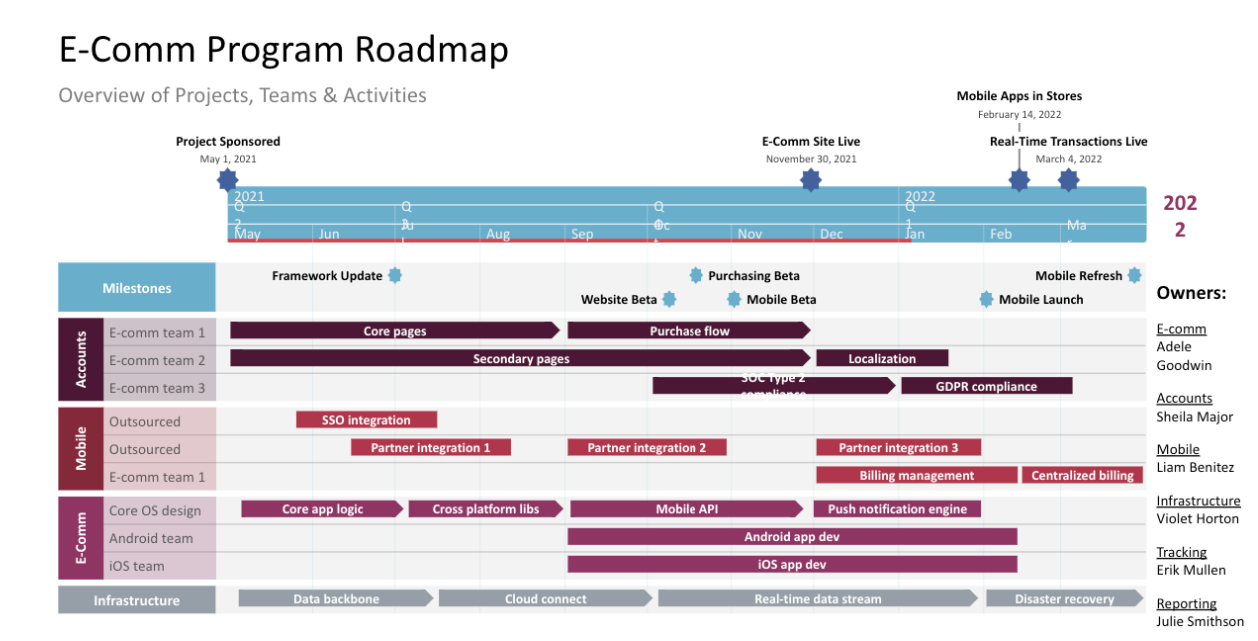 E-Comm Program Roadmap
Overview of Projects, Teams & Activities
Mobile Apps in Stores
February 14, 2022
Project Sponsored
May 1, 2021
E-Comm Site Live
November 30, 2021
Real-Time Transactions Live
March 4, 2022
2021
2022
Q
2
Q
Q
Q
1
May
Jun
Aug
Sep
Nov
Dec
Jan
Feb
Ma
202
2
Milestones
Framework Update
Purchasing Beta
Mobile Refresh
Website Beta
Mobile Beta
Mobile Launch
Accounts
E-comm team 1
Core pages
Purchase flow
E-comm team 2
Secondary pages
Localization
E-comm team 3
SOC Type 2
compliance
GDPR compliance
Mobile
Outsourced
SSO integration
Outsourced
Partner integration 1
Partner integration 2
Partner integration 3
E-comm team 1
Billing management
Centralized billing
E-Comm
Core OS design
Core app logic
Cross platform libs
Mobile API
Push notification engine
Android team
Android app dev
iOS team
iOS app dev
Infrastructure
Data backbone
Cloud connect
Real-time data stream
Disaster recovery
Owners:
E-comm
Adele
Goodwin
Accounts
Sheila Major
Mobile
Liam Benitez
Infrastructure
Violet Horton
Tracking
Erik Mullen
Reporting
Julie Smithson